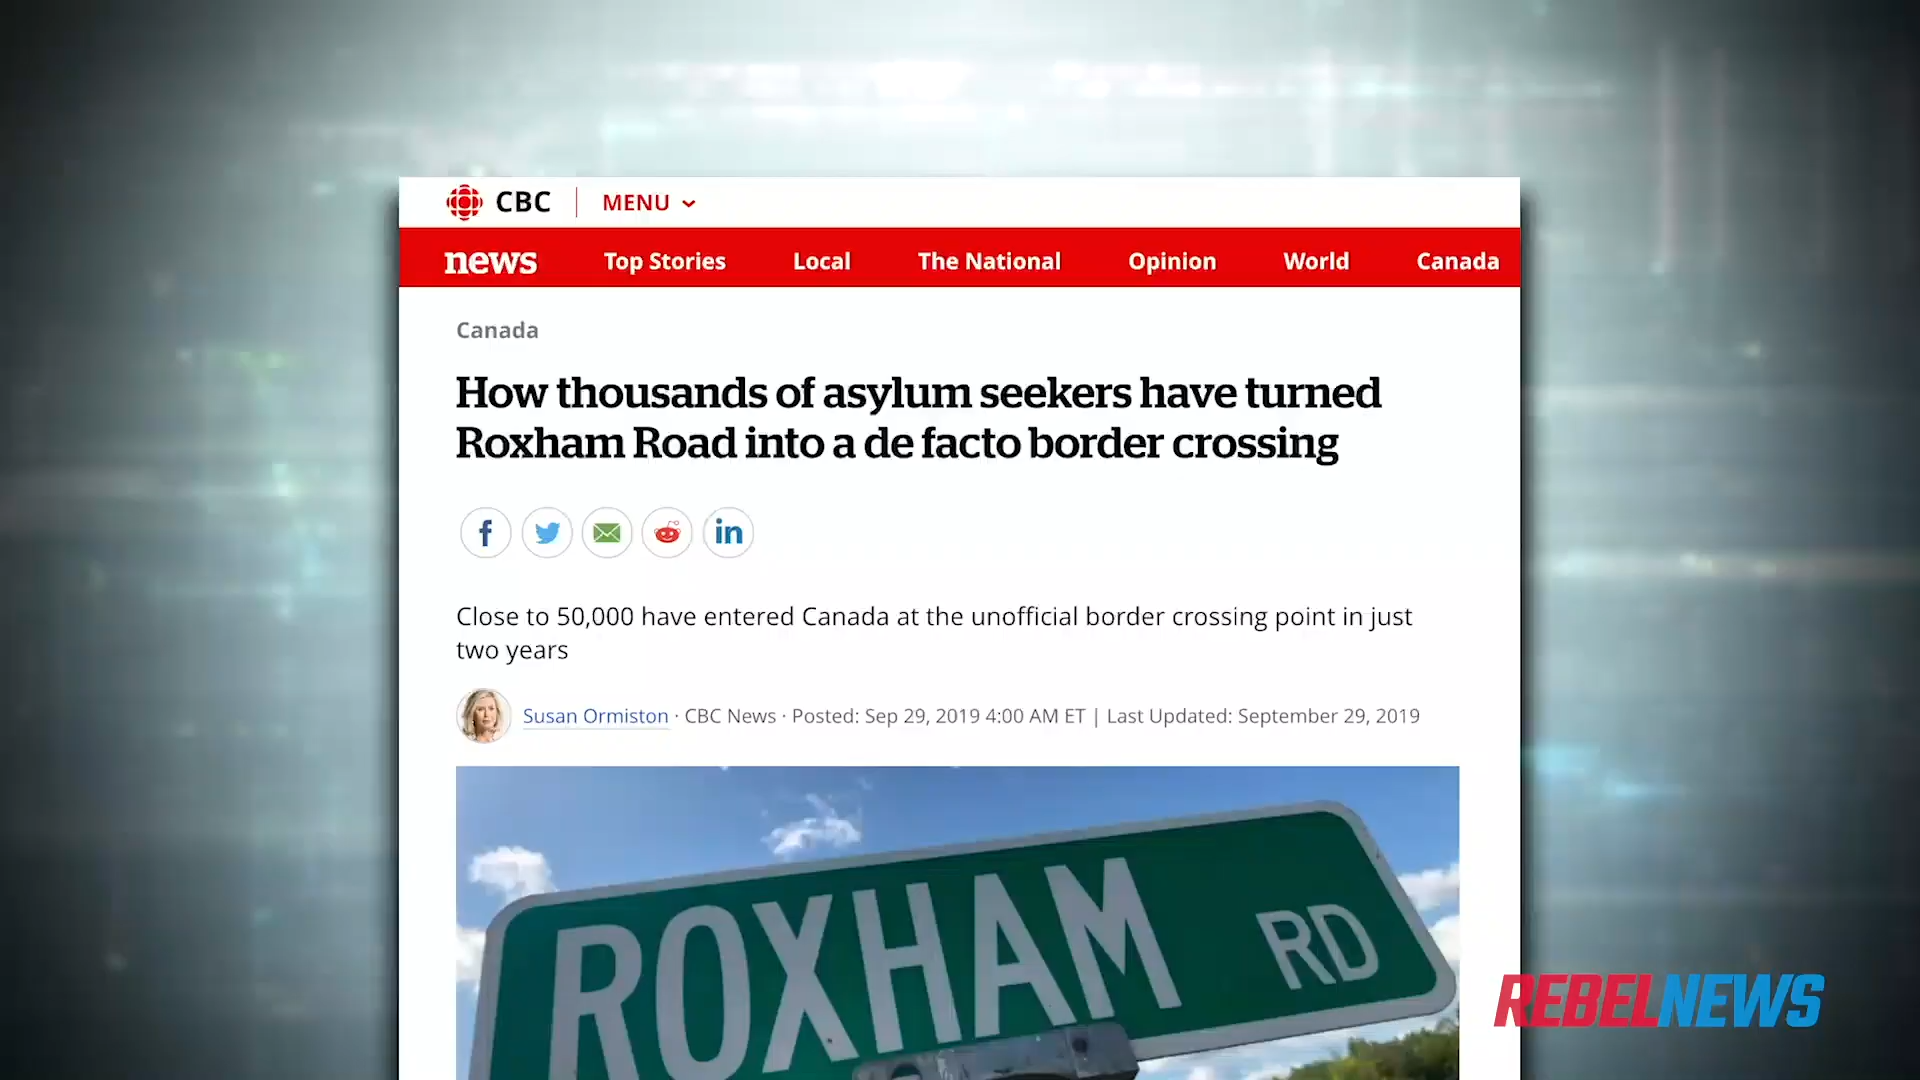 CBC MENU
news Top Stories Local The National Opinion World Canada
Canada
How thousands of asylum seekers have turned
Roxham Road into a de facto border crossing
Close to 50,000 have entered Canada at the unofficial border crossing point in just
two years
Susan Ormiston · CBC News · Posted: Sep 29, 2019 4:00 AM ET | Last Updated: September 29, 2019
ROXHAM RD
REBELNEWS